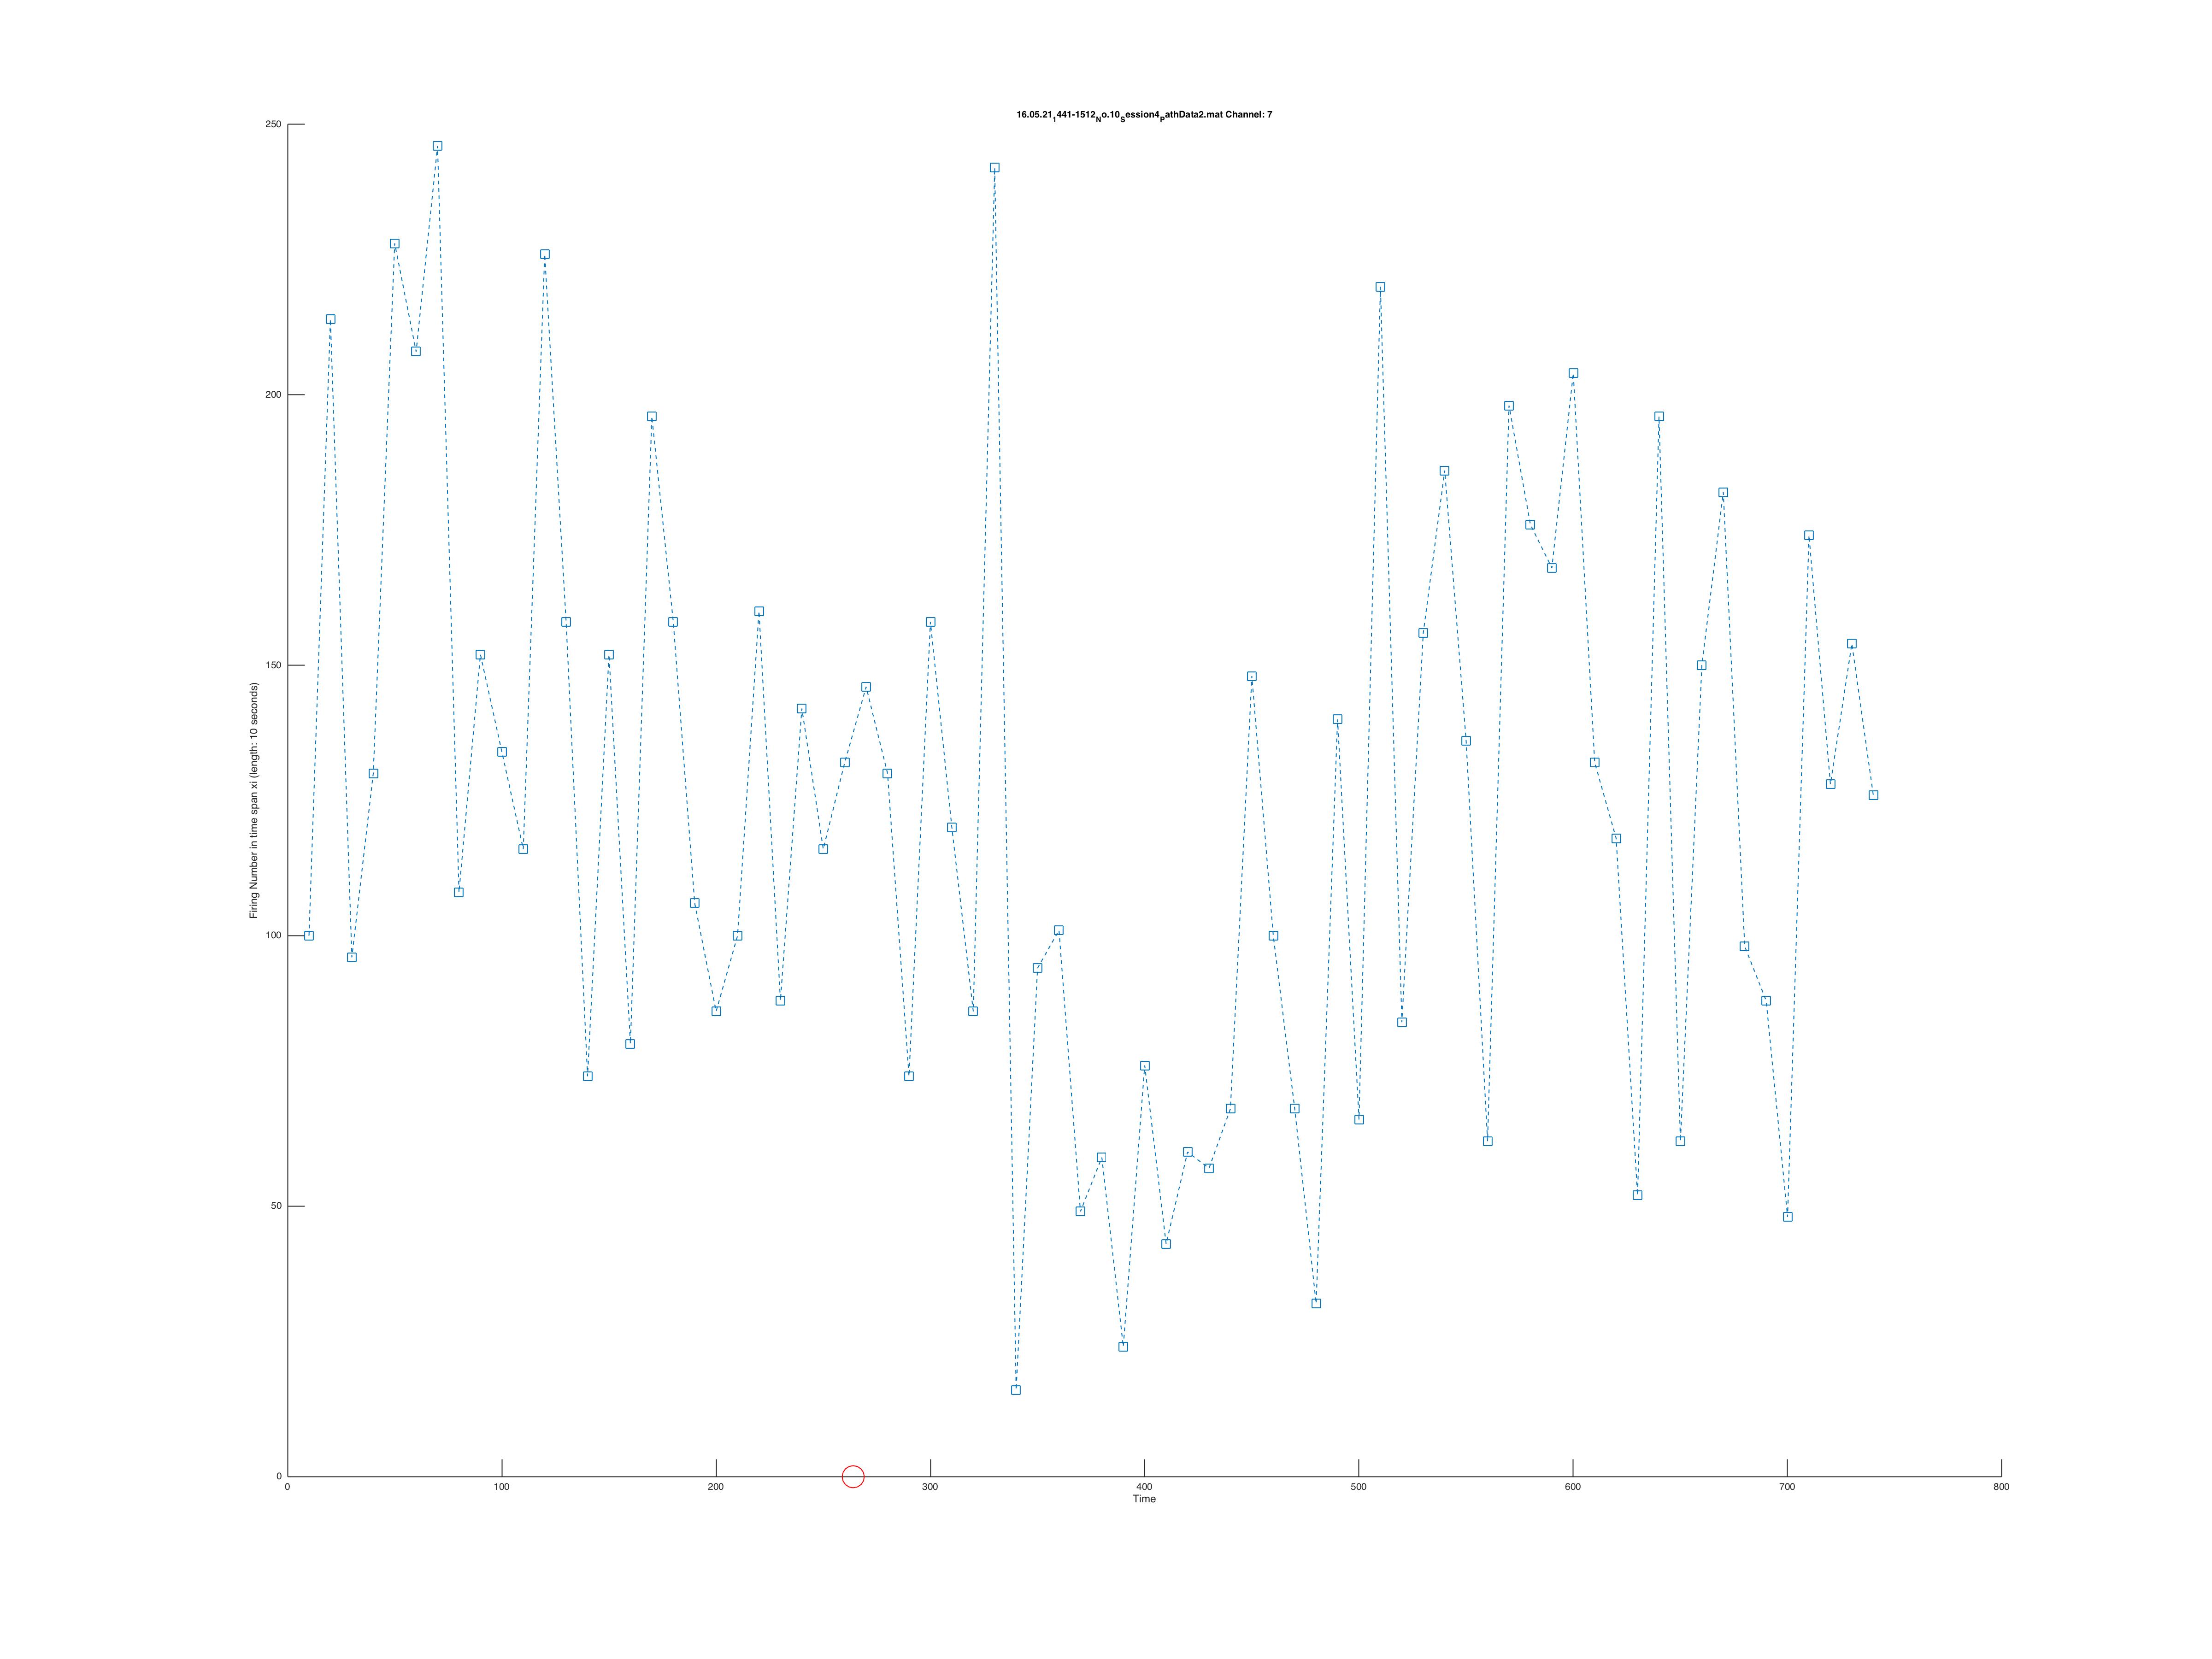 16.05.21₁441-1512_No.10_Session4_PathData2.mat Channel: 7
250
200
150
100
50
0
Firing Number in time span xi (length: 10 seconds)
0 100 200 300 400 500 600 700 800
Time